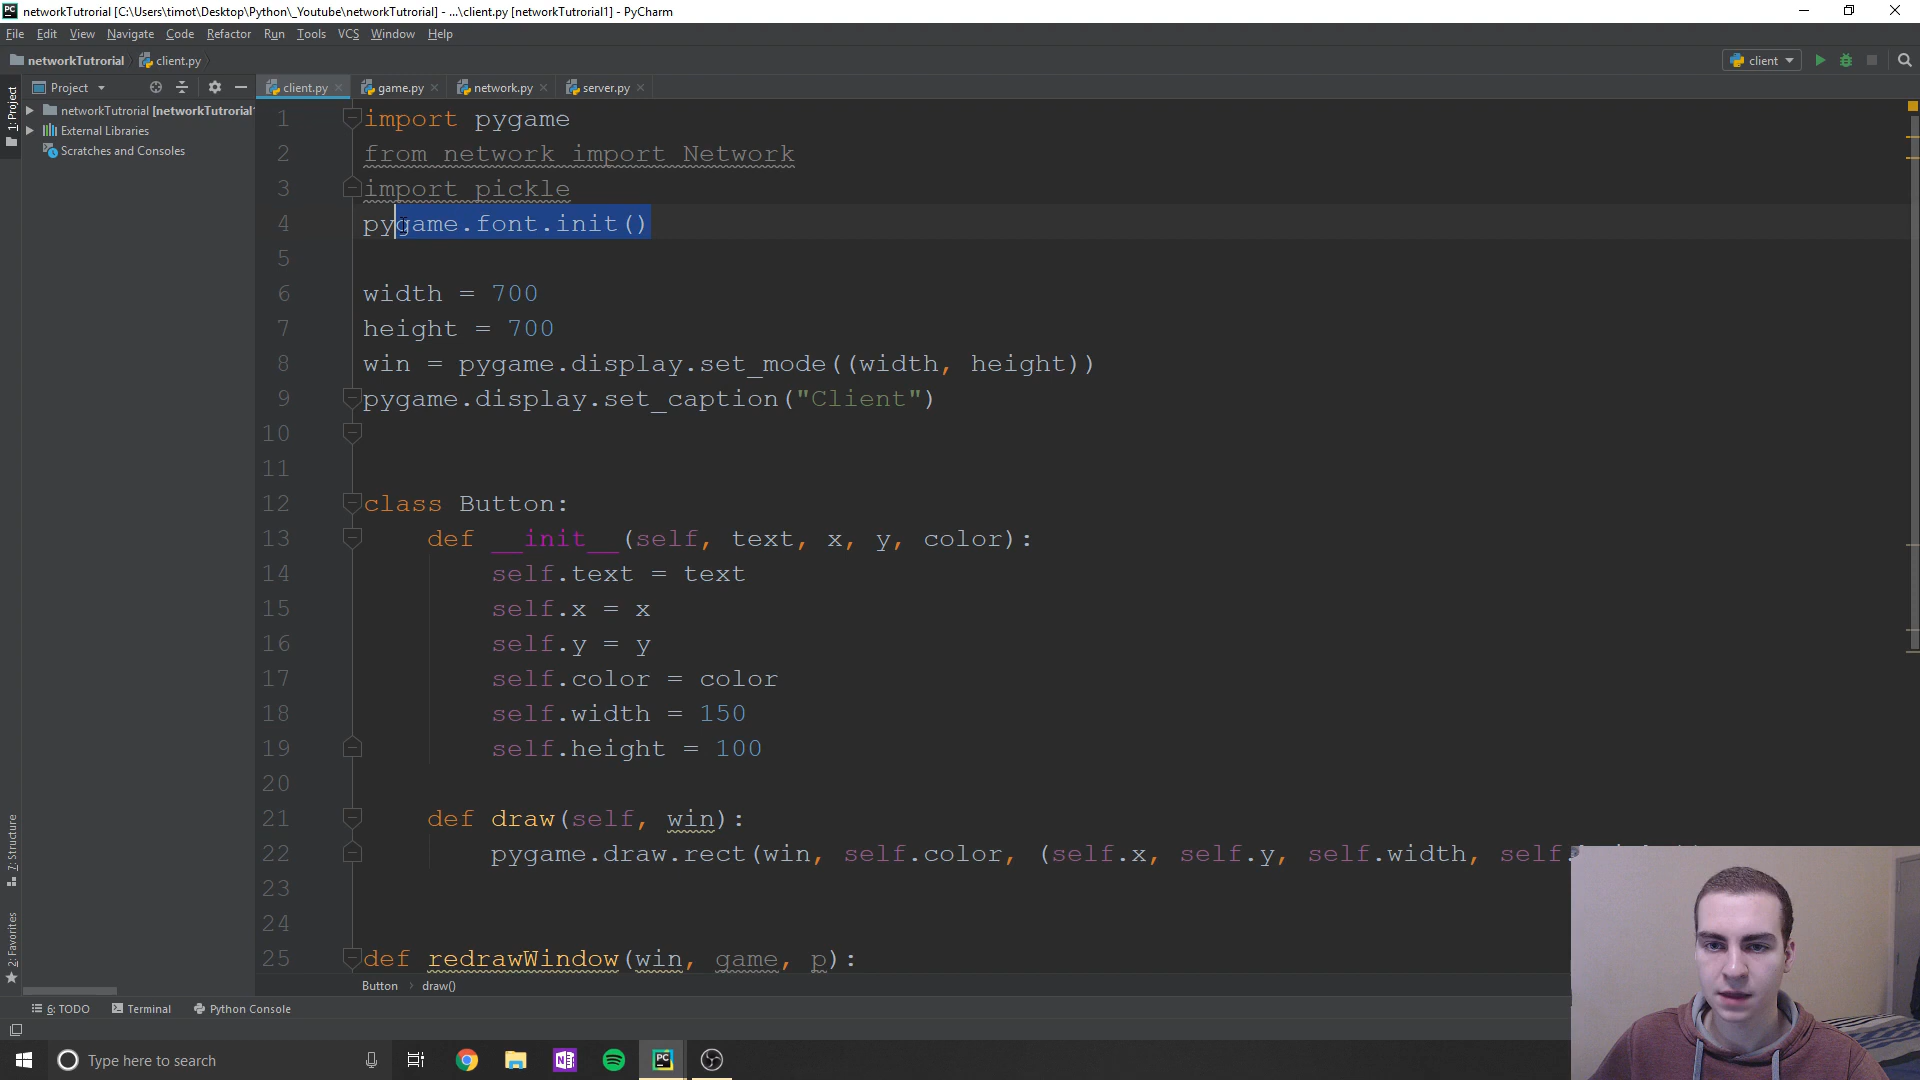 networkTutorial [C:\Users\timot\Desktop\Python\_Youtube\networkTutorial] - ...\client.py [networkTutorial1] - PyCharm
File Edit View Navigate Code Refactor Run Tools VCS Window Help
networkTutrorial client.py client
Project client.py game.py network.py server.py
1: Project
networkTutrorial [networkTutorial
External Libraries
Scratches and Consoles
7: Structure
2: Favorites
1 import pygame
2 from network import Network
3 import pickle
4 pygame.font.init()
5
6 width = 700
7 height = 700
8 win = pygame.display.set_mode((width, height))
9 pygame.display.set_caption("Client")
10
11
12 class Button:
13 def __init__(self, text, x, y, color):
14 self.text = text
15 self.x = x
16 self.y = y
17 self.color = color
18 self.width = 150
19 self.height = 100
20
21 def draw(self, win):
22 pygame.draw.rect(win, self.color, (self.x, self.y, self.width, self.
23
24
25 def redrawWindow(win, game, p):
Button draw()
6: TODO Terminal Python Console
Type here to search